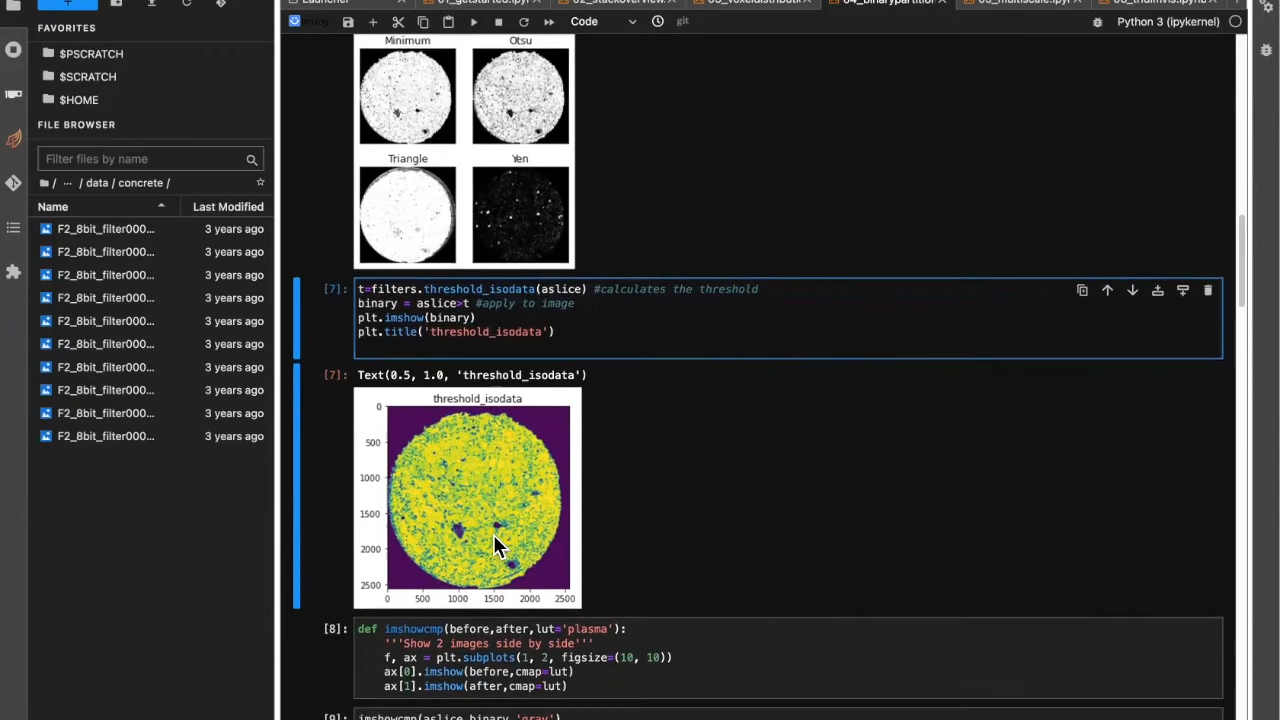 FAVORITES
$SCRATCH
$SCRATCH
$HOME
FILE BROWSER
Filter files by name
/ ··· / data / concrete /
Name Last Modified
F2_8bit_filter000... 3 years ago
F2_8bit_filter000... 3 years ago
F2_8bit_filter000... 3 years ago
F2_8bit_filter000... 3 years ago
F2_8bit_filter000... 3 years ago
F2_8bit_filter000... 3 years ago
F2_8bit_filter000... 3 years ago
F2_8bit_filter000... 3 years ago
F2_8bit_filter000... 3 years ago
F2_8bit_filter000... 3 years ago
Code
git
Python 3 (ipykernel)
Minimum Otsu
Triangle Yen
[7]: t=filters.threshold_isodata(aslice) #calculates the threshold
binary = aslice>t #apply to image
plt.imshow(binary)
plt.title('threshold_isodata')
[7]: Text(0.5, 1.0, 'threshold_isodata')
threshold_isodata
0
500
1000
1500
2000
2500
0 500 1000 1500 2000 2500
[8]: def imshowcmp(before,after,lut='plasma'):
'''Show 2 images side by side'''
f, ax = plt.subplots(1, 2, figsize=(10, 10))
ax[0].imshow(before,cmap=lut)
ax[1].imshow(after,cmap=lut)
[9]: imshowcmp(aslice,binary,'gray')